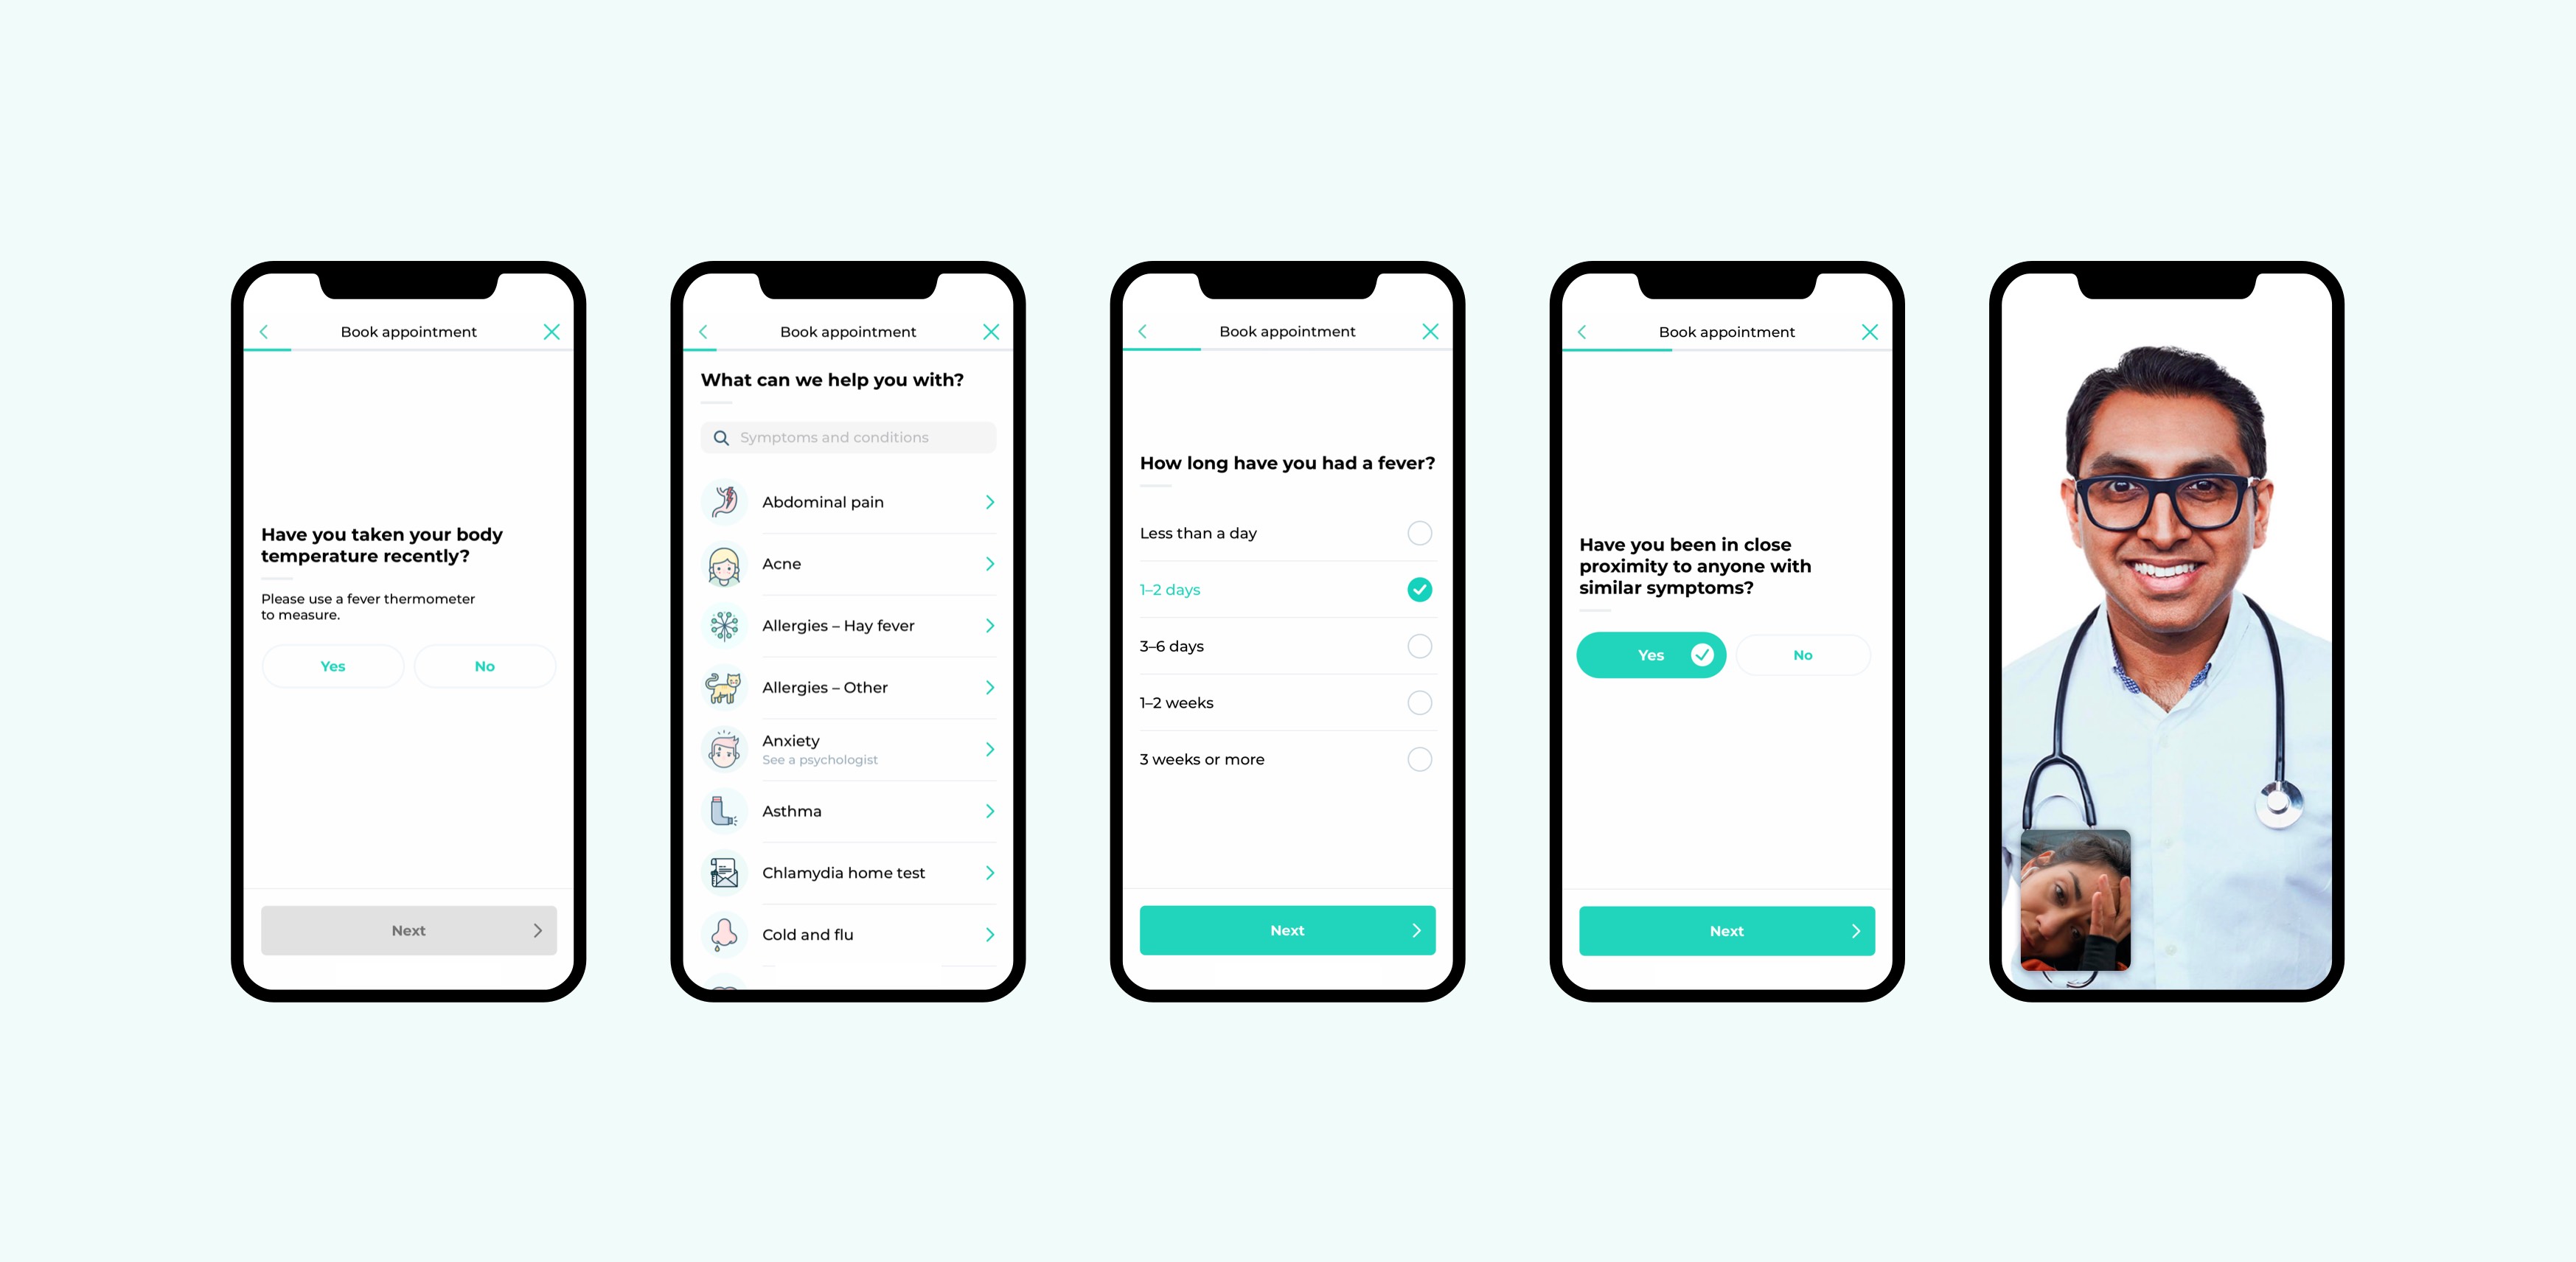 Book appointment
Have you taken your body
temperature recently?
Please use a fever thermometer
to measure.
Yes
No
Next
Book appointment
What can we help you with?
Symptoms and conditions
Abdominal pain
Acne
Allergies – Hay fever
Allergies – Other
Anxiety
See a psychologist
Asthma
Chlamydia home test
Cold and flu
Book appointment
How long have you had a fever?
Less than a day
1–2 days
3–6 days
1–2 weeks
3 weeks or more
Next
Book appointment
Have you been in close
proximity to anyone with
similar symptoms?
Yes
No
Next